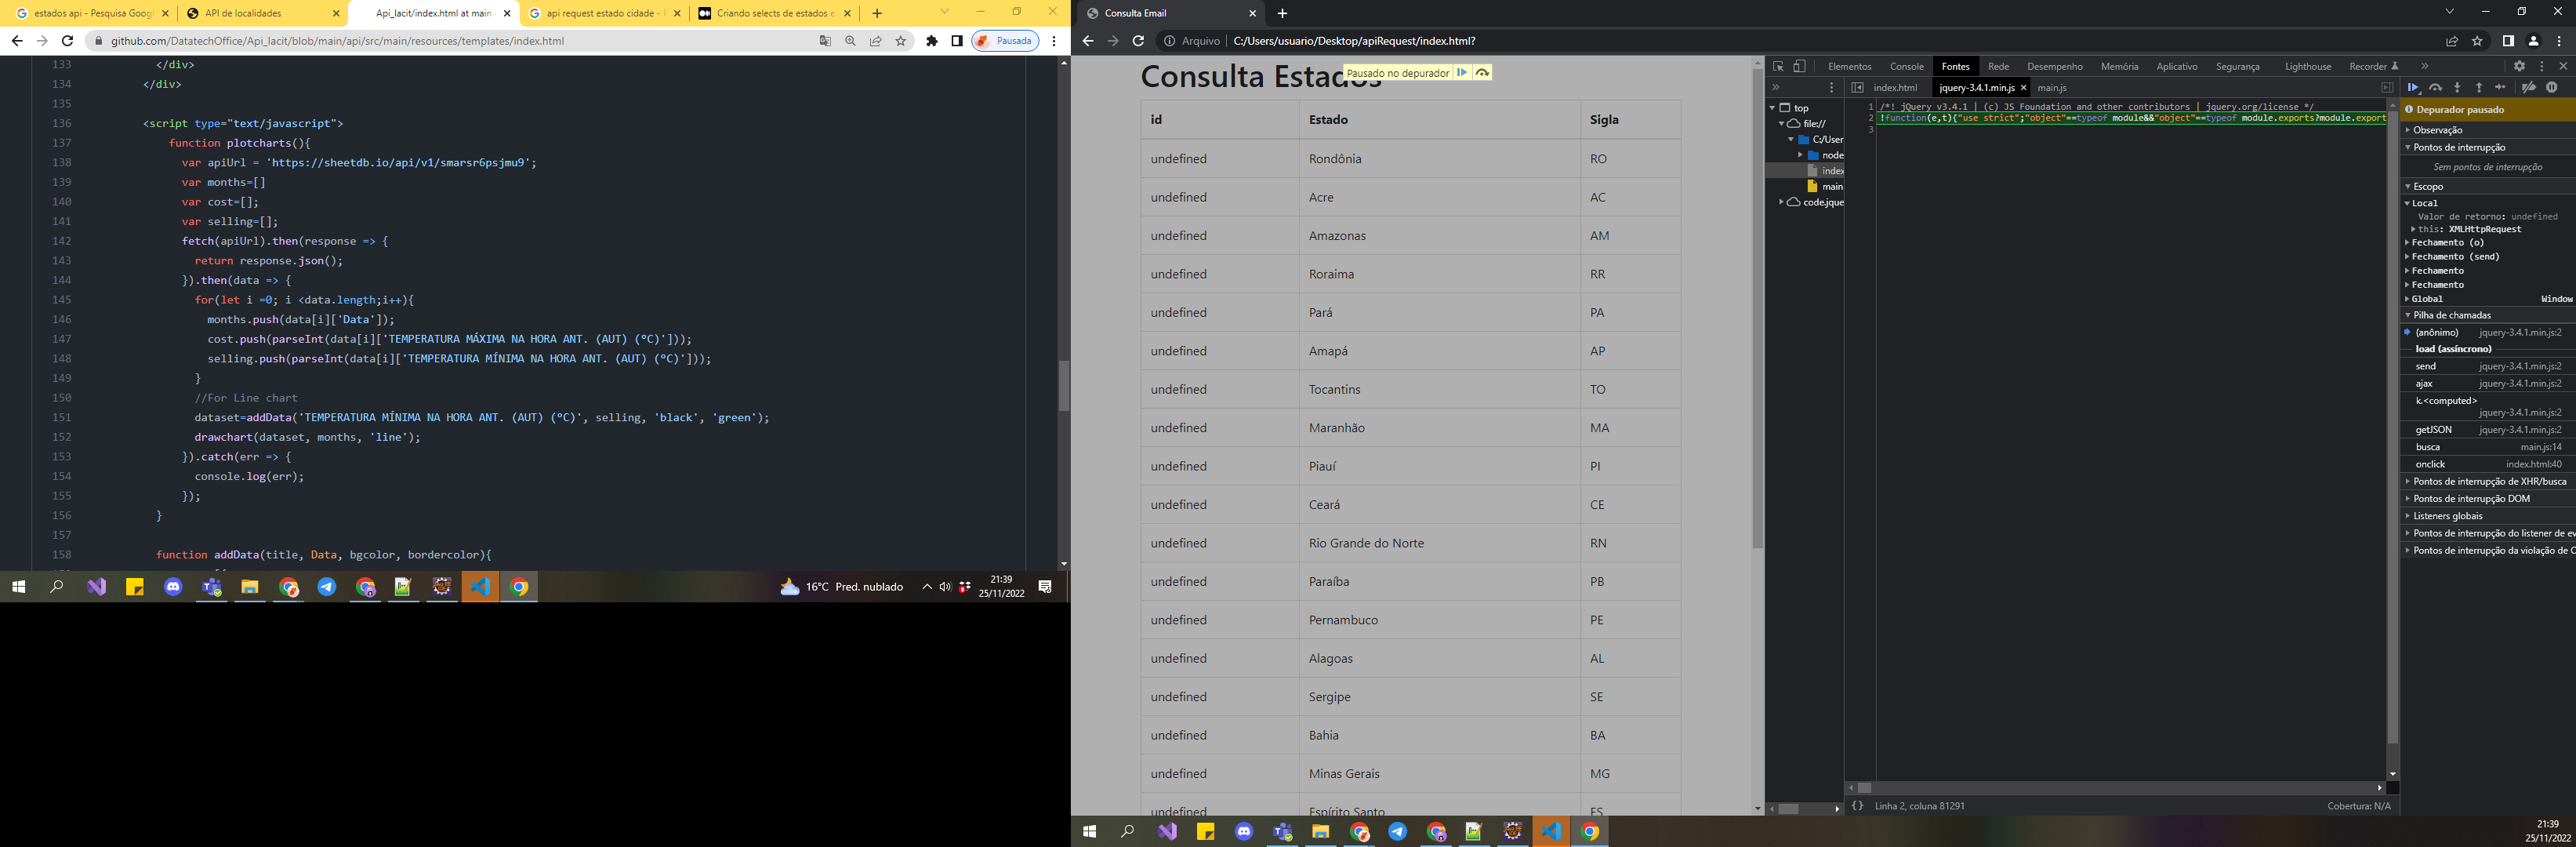 estados api - Pesquisa Goog
API de localidades
Api_Iacit/index.html at main
api request estado cidade -
Criando selects de estados e
github.com/DatatechOffice/Api_Iacit/blob/main/api/src/main/resources/templates/index.html
Pausada
133 </div>
134 </div>
135
136 <script type="text/javascript">
137 function plotcharts(){
138 var apiUrl = 'https://sheetdb.io/api/v1/smarsr6psjmu9';
139 var months=[]
140 var cost=[];
141 var selling=[];
142 fetch(apiUrl).then(response => {
143 return response.json();
144 }).then(data => {
145 for(let i =0; i <data.length;i++){
146 months.push(data[i]['Data']);
147 cost.push(parseInt(data[i]['TEMPERATURA MÁXIMA NA HORA ANT. (AUT) (ºC)']));
148 selling.push(parseInt(data[i]['TEMPERATURA MÍNIMA NA HORA ANT. (AUT) (ºC)']));
149 }
150 //For Line chart
151 dataset=addData('TEMPERATURA MÍNIMA NA HORA ANT. (AUT) (ºC)', selling, 'black', 'green');
152 drawchart(dataset, months, 'line');
153 }).catch(err => {
154 console.log(err);
155 });
156 }
157
158 function addData(title, Data, bgcolor, bordercolor){
16°C Pred. nublado
21:39
25/11/2022
Consulta Email
Arquivo C:/Users/usuario/Desktop/apiRequest/index.html?
Consulta Estados
Pausado no depurador
id Estado Sigla
undefined Rondônia RO
undefined Acre AC
undefined Amazonas AM
undefined Roraima RR
undefined Pará PA
undefined Amapá AP
undefined Tocantins TO
undefined Maranhão MA
undefined Piauí PI
undefined Ceará CE
undefined Rio Grande do Norte RN
undefined Paraíba PB
undefined Pernambuco PE
undefined Alagoas AL
undefined Sergipe SE
undefined Bahia BA
undefined Minas Gerais MG
undefined Espírito Santo ES
Elementos Console Fontes Rede Desempenho Memória Aplicativo Segurança Lighthouse Recorder
index.html jquery-3.4.1.min.js main.js
top
file://
C:/User
node
index
main
code.jque
1 /*! jQuery v3.4.1 | (c) JS Foundation and other contributors | jquery.org/license */
2 !function(e,t){"use strict";"object"==typeof module&&"object"==typeof module.exports?module.export
3
{} Linha 2, coluna 81291
Cobertura: N/A
Depurador pausado
Observação
Pontos de interrupção
Sem pontos de interrupção
Escopo
Local
Valor de retorno: undefined
this: XMLHttpRequest
Fechamento (o)
Fechamento (send)
Fechamento
Fechamento
Global Window
Pilha de chamadas
(anônimo) jquery-3.4.1.min.js:2
load (assíncrono)
send jquery-3.4.1.min.js:2
ajax jquery-3.4.1.min.js:2
k.<computed>
jquery-3.4.1.min.js:2
getJSON jquery-3.4.1.min.js:2
busca main.js:14
onclick index.html:40
Pontos de interrupção de XHR/busca
Pontos de interrupção DOM
Listeners globais
Pontos de interrupção do listener de ev
Pontos de interrupção da violação de C
21:39
25/11/2022